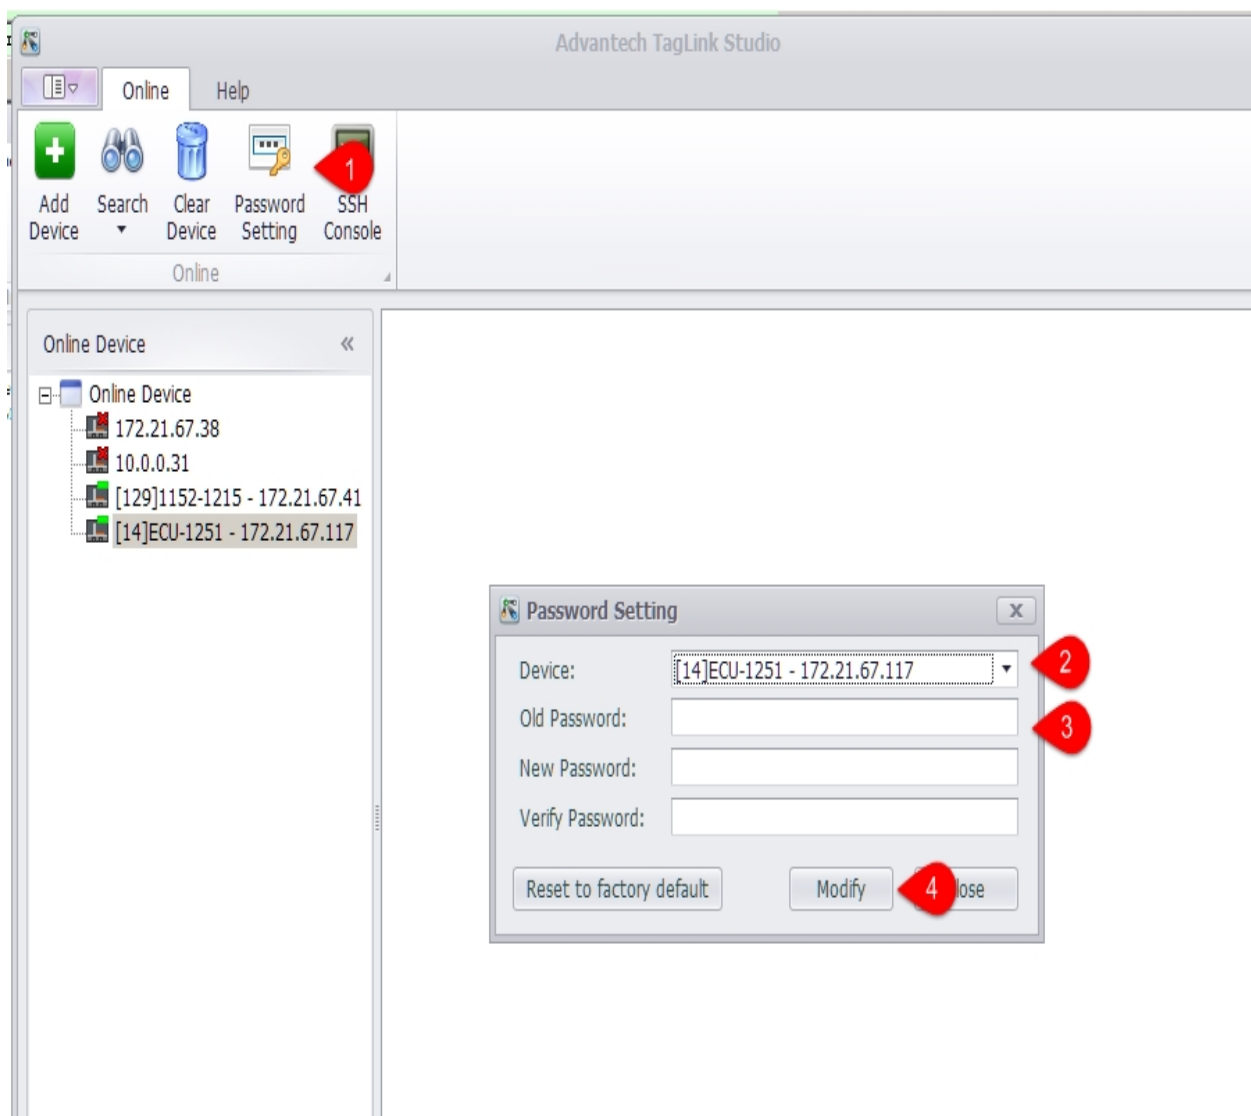 Advantech TagLink Studio
Online Help
Add Device
Search
Clear Device
Password Setting
1
SSH Console
Online
Online Device
Online Device
172.21.67.38
10.0.0.31
[129]1152-1215 - 172.21.67.41
[14]ECU-1251 - 172.21.67.117
Password Setting
Device: [14]ECU-1251 - 172.21.67.117 2
Old Password: 3
New Password:
Verify Password:
Reset to factory default Modify 4 lose